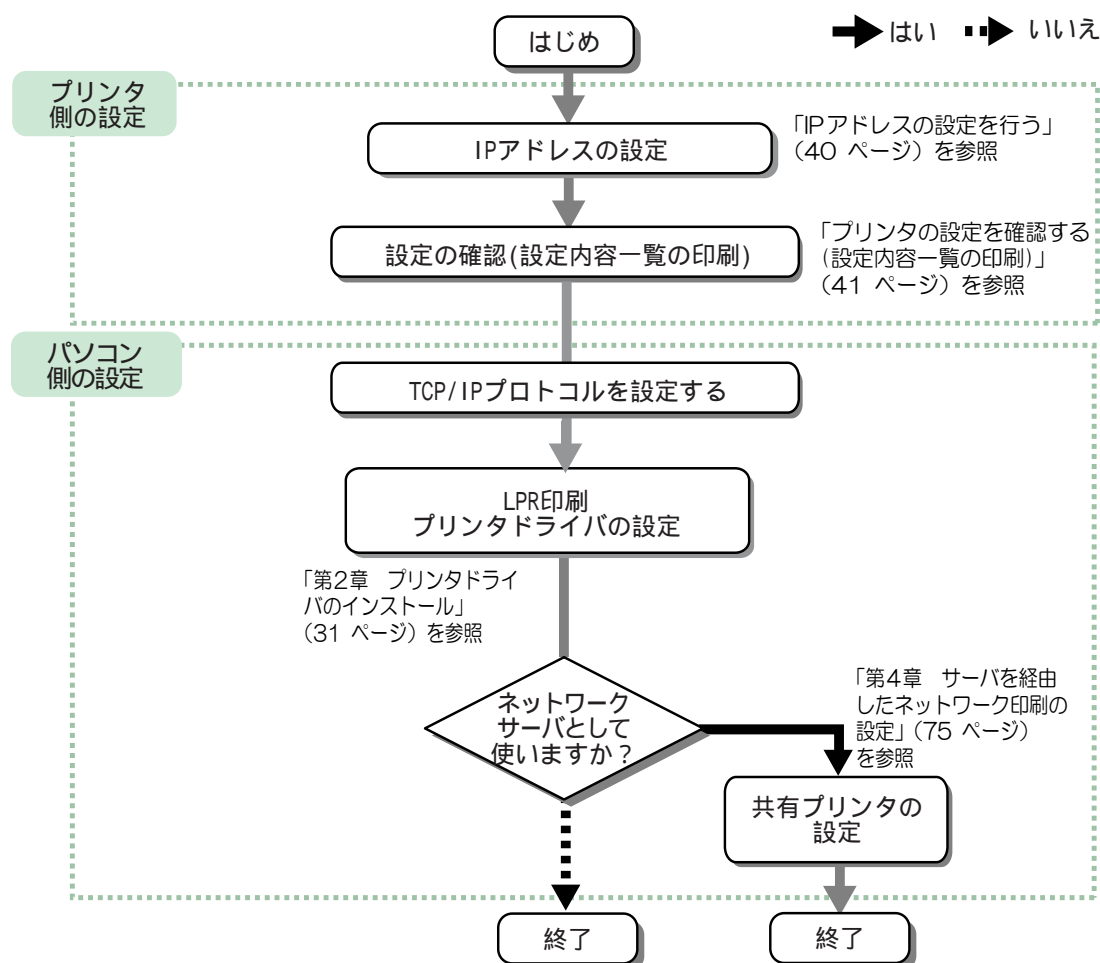 はじめ
はい
いいえ
プリンタ
側の設定
IPアドレスの設定
「IPアドレスの設定を行う」
（40 ページ）を参照
設定の確認(設定内容一覧の印刷)
「プリンタの設定を確認する
(設定内容一覧の印刷)」
（41 ページ）を参照
パソコン
側の設定
TCP/IPプロトコルを設定する
LPR印刷
プリンタドライバの設定
「第2章　プリンタドライ
バのインストール」
（31 ページ）を参照
ネットワーク
サーバとして
使いますか？
「第4章　サーバを経由
したネットワーク印刷の
設定」（75 ページ）
を参照
共有プリンタの
設定
終了
終了